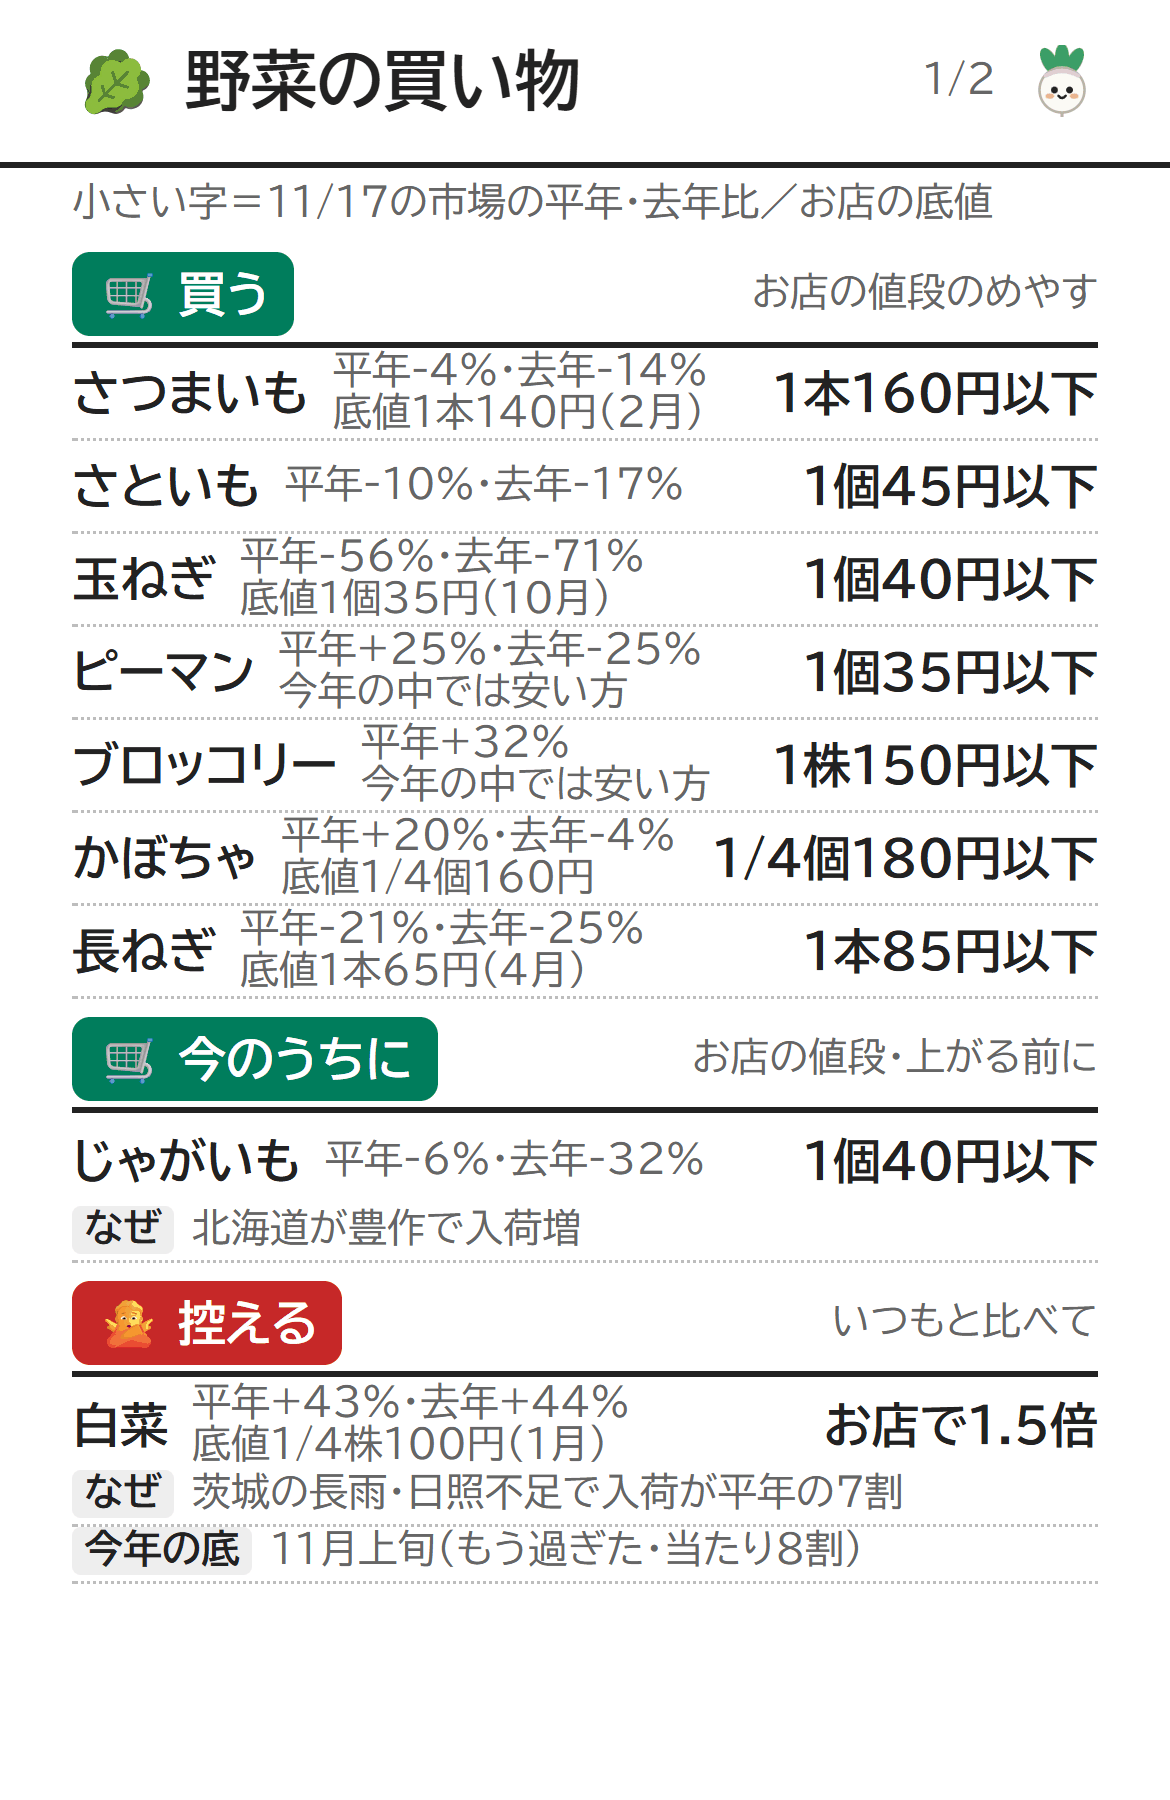 野菜の買い物
1/2
小さい字＝11/17の市場の平年・去年比／お店の底値
買う
お店の値段のめやす
さつまいも 平年-4%・去年-14% 1本160円以下
底値1本140円(2月)
さといも 平年-10%・去年-17% 1個45円以下
玉ねぎ 平年-56%・去年-71% 1個40円以下
底値1個35円(10月)
ピーマン 平年+25%・去年-25% 1個35円以下
今年の中では安い方
ブロッコリー 平年+32% 1株150円以下
今年の中では安い方
かぼちゃ 平年+20%・去年-4% 1/4個180円以下
底値1/4個160円
長ねぎ 平年-21%・去年-25% 1本85円以下
底値1本65円(4月)
今のうちに
お店の値段・上がる前に
じゃがいも 平年-6%・去年-32% 1個40円以下
なぜ 北海道が豊作で入荷増
控える
いつもと比べて
白菜 平年+43%・去年+44% お店で1.5倍
底値1/4株100円(1月)
なぜ 茨城の長雨・日照不足で入荷が平年の7割
今年の底 11月上旬(もう過ぎた・当たり8割)